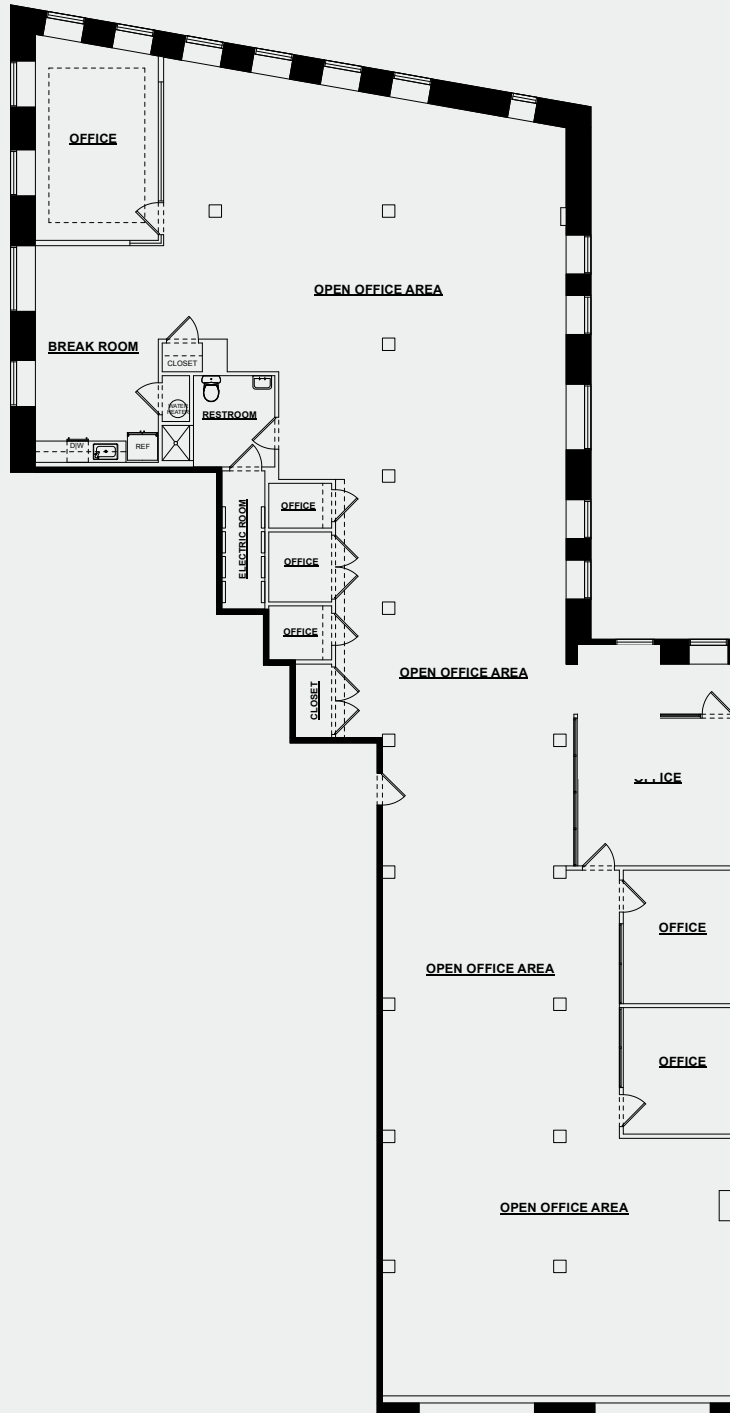 OFFICE
OPEN OFFICE AREA
BREAK ROOM
CLOSET
WATER
HEATER
RESTROOM
D|W
REF
ELECTRIC ROOM
OFFICE
OFFICE
OFFICE
CLOSET
OPEN OFFICE AREA
OFFICE
OPEN OFFICE AREA
OFFICE
OPEN OFFICE AREA